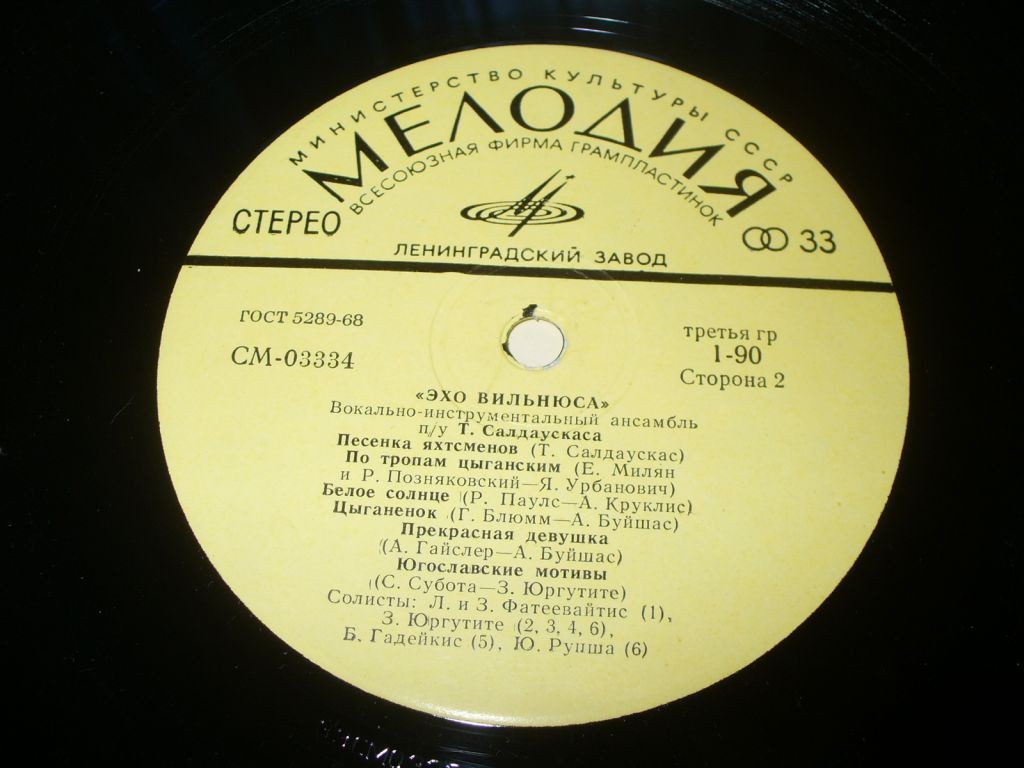 МИНИСТЕРСТВО КУЛЬТУРЫ СССР
МЕЛОДИЯ
ВСЕСОЮЗНАЯ ФИРМА ГРАМПЛАСТИНОК
СТЕРЕО
33
ЛЕНИНГРАДСКИЙ ЗАВОД
ГОСТ 5289-68
СМ-03334
третья гр
1-90
Сторона 2
«ЭХО ВИЛЬНЮСА»
Вокально-инструментальный ансамбль
п/у Т. Салдаускаса
Песенка яхтсменов (Т. Салдаускас)
По тропам цыганским (Е. Милян
и Р. Позняковский—Я. Урбанович)
Белое солнце (Р. Паулс—А. Круклис)
Цыганенок (Г. Блюмм—А. Буйшас)
Прекрасная девушка
(А. Гайслер—А. Буйшас)
Югославские мотивы
(С. Субота—З. Юргутите)
Солисты: Л. и З. Фатеевайтис (1),
З. Юргутите (2, 3, 4, 6),
Б. Гадейкис (5), Ю. Рупша (6)